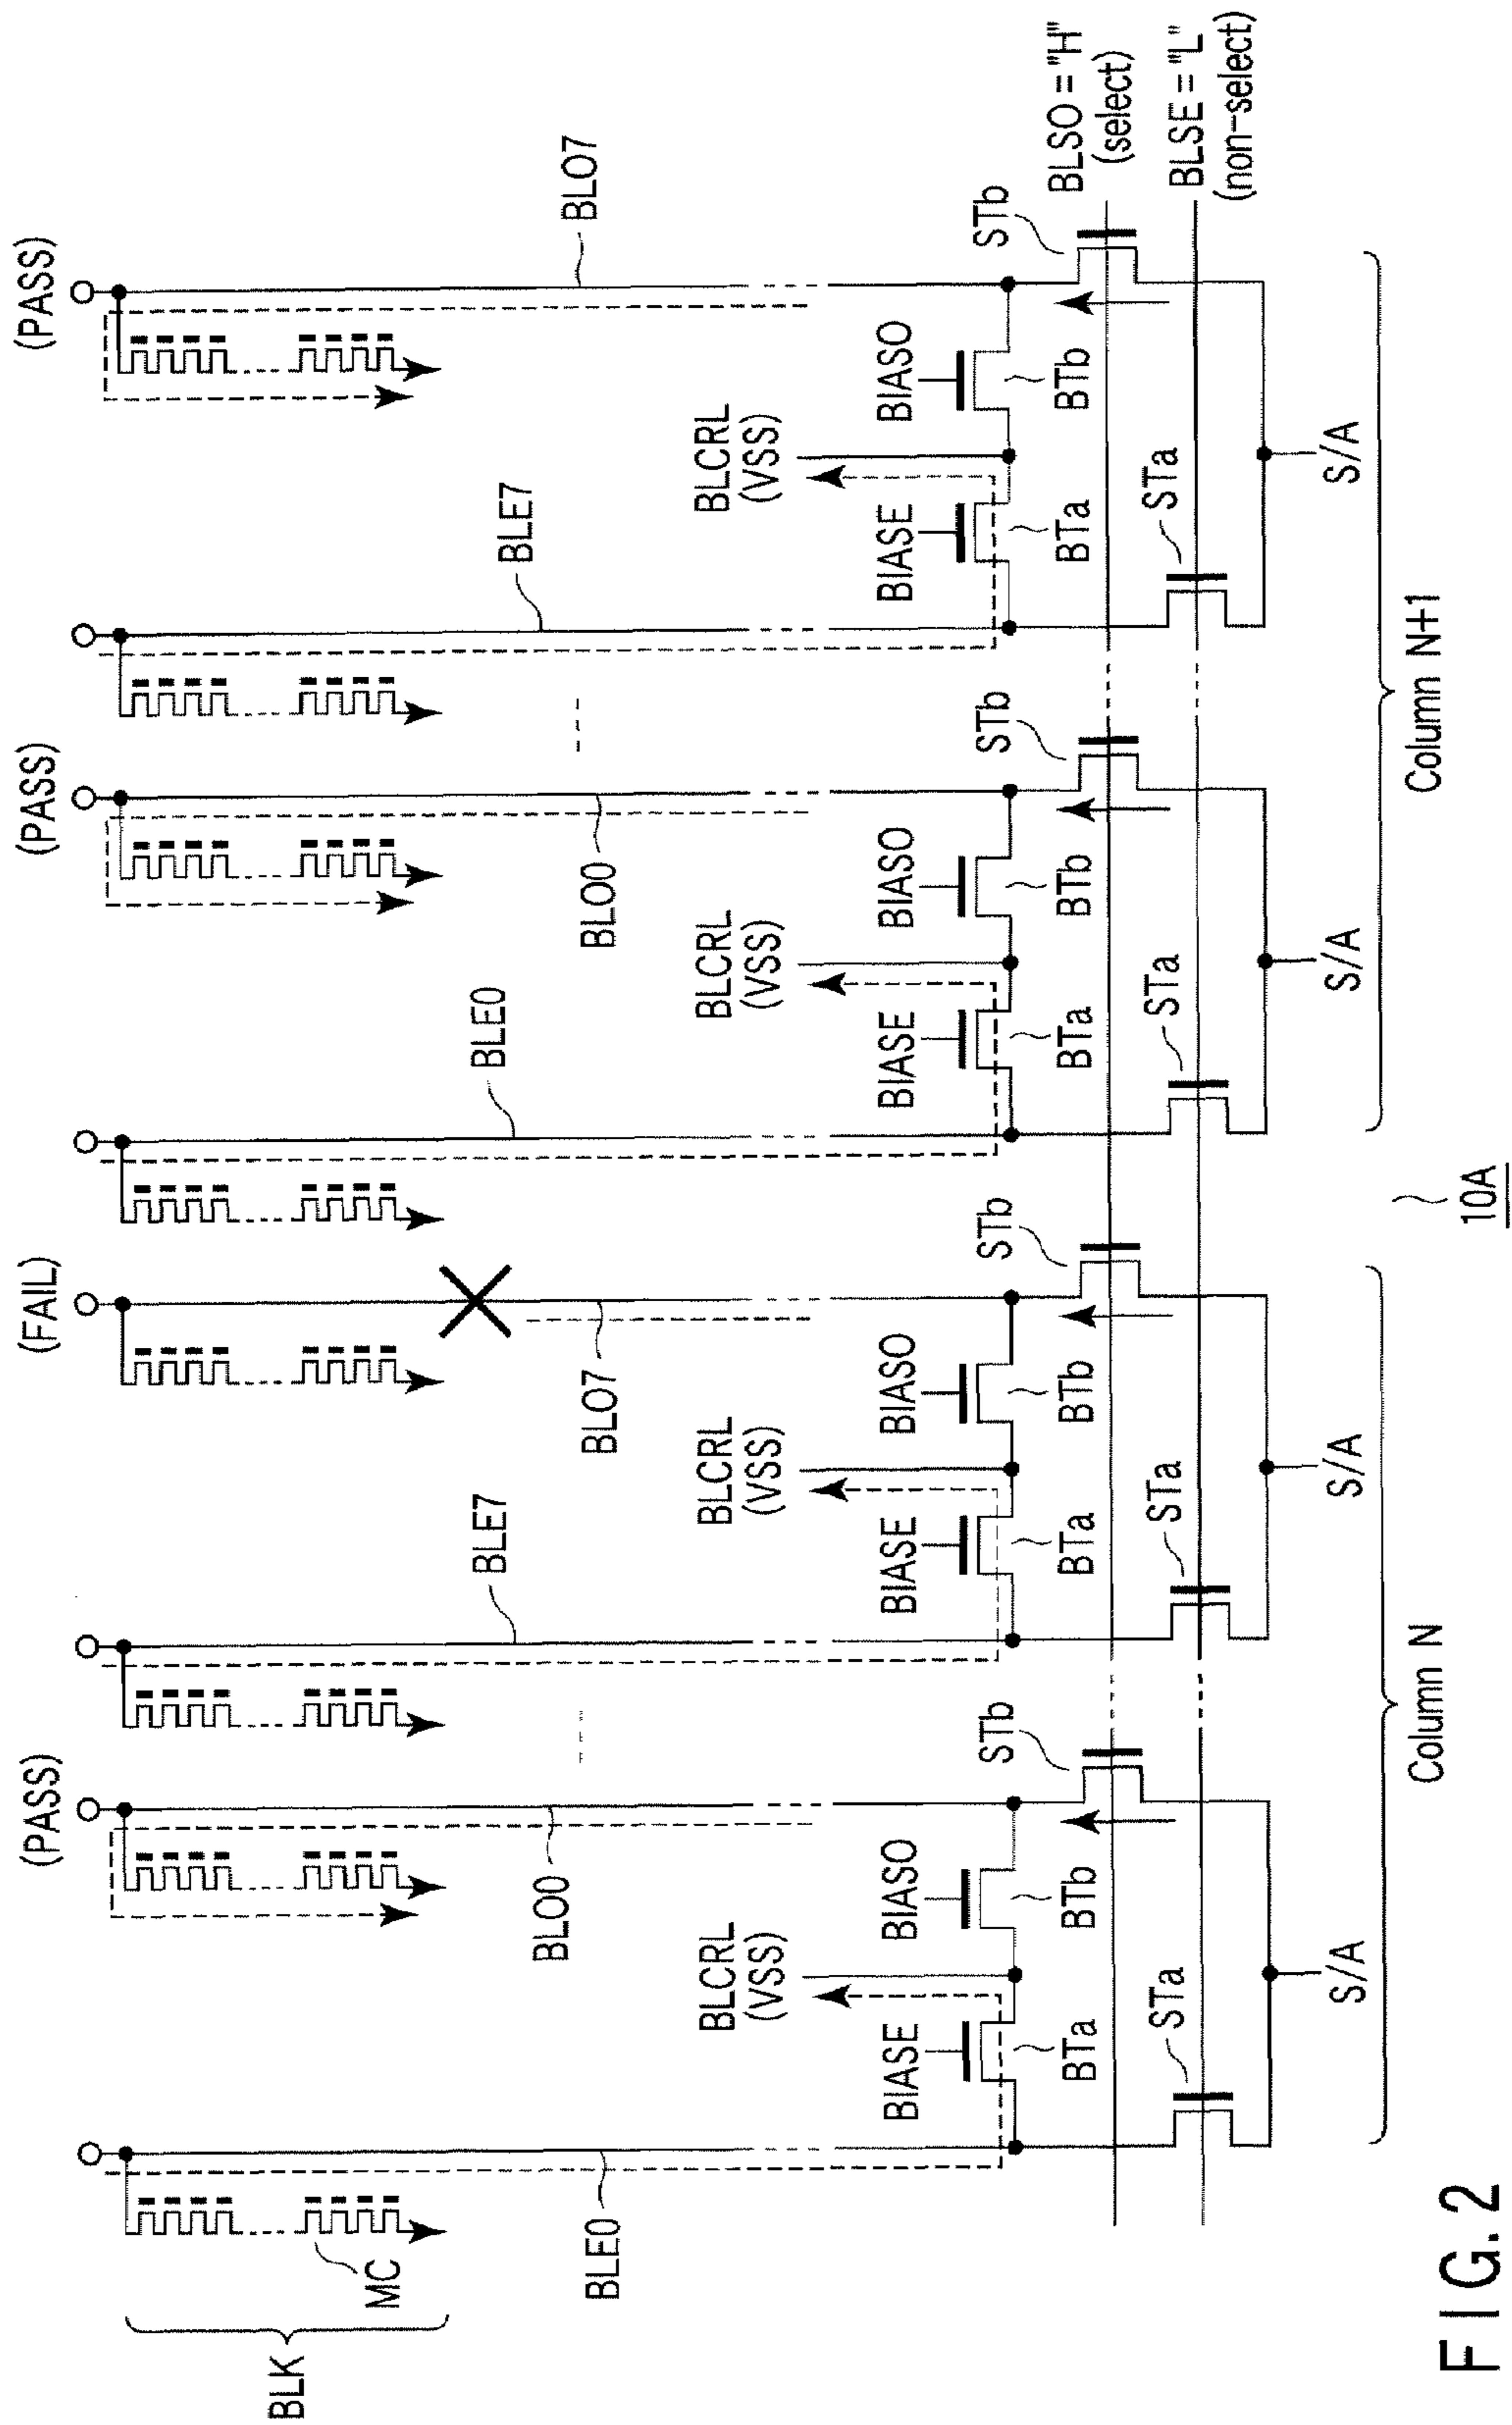 (PASS)
(FAIL)
(PASS)
(PASS)
BLK
MC
BLE0
BLO0
BLE7
BLO7
BLE0
BLO0
BLE7
BLO7
BLCRL
(VSS)
BLCRL
(VSS)
BLCRL
(VSS)
BLCRL
(VSS)
BIASE
BIASO
BIASE
BIASO
BIASE
BIASO
BIASE
BIASO
BTa
BTb
BTa
BTb
BTa
BTb
BTa
BTb
STb
STb
STb
STb
BLSO = "H"
(select)
STa
STa
STa
STa
BLSE = "L"
(non-select)
S/A
S/A
S/A
S/A
Column N
Column N+1
10A
FIG. 2